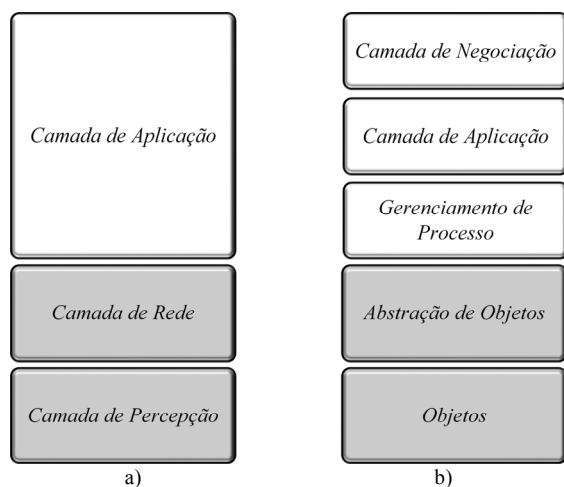 Camada de Aplicação
Camada de Rede
Camada de Percepção
a)
Camada de Negociação
Camada de Aplicação
Gerenciamento de
Processo
Abstração de Objetos
Objetos
b)